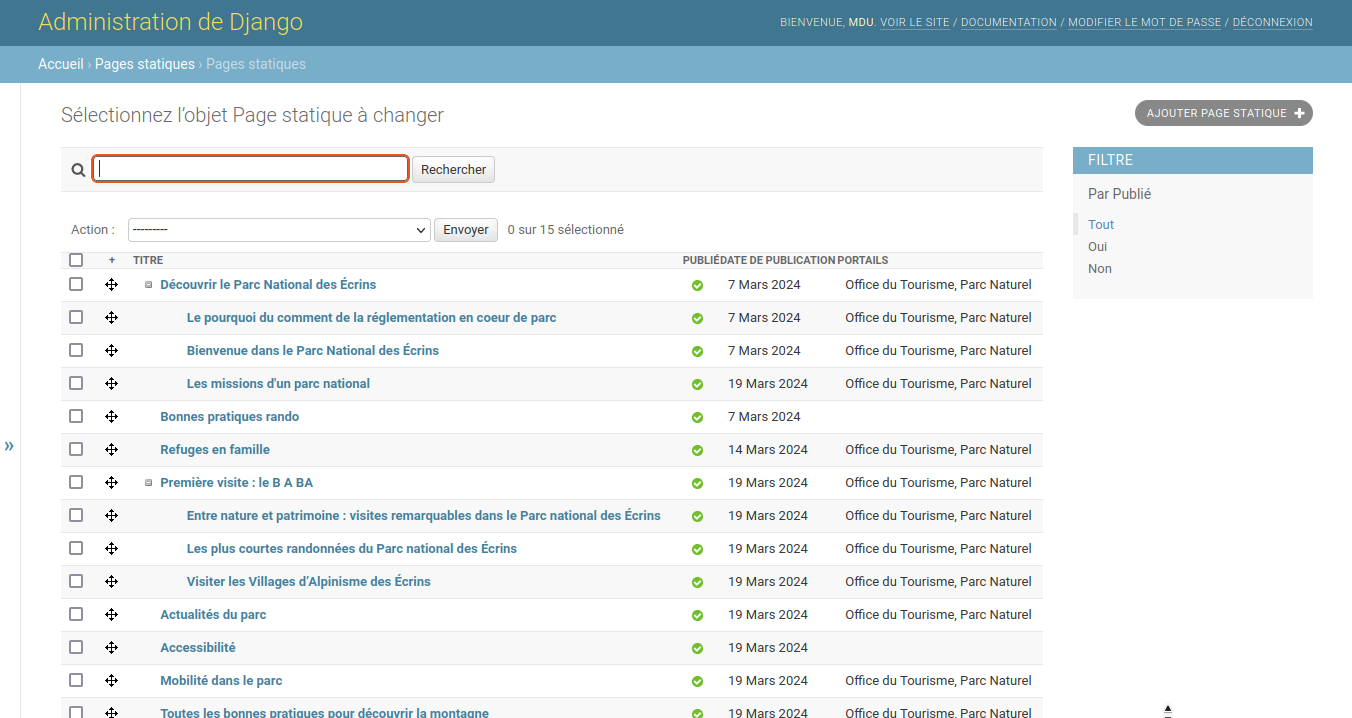 Administration de Django
BIENVENUE, MDU. VOIR LE SITE / DOCUMENTATION / MODIFIER LE MOT DE PASSE / DÉCONNEXION
Accueil › Pages statiques › Pages statiques
Sélectionnez l’objet Page statique à changer
AJOUTER PAGE STATIQUE +
Rechercher
FILTRE
Par Publié
Tout
Oui
Non
Action : --------- Envoyer 0 sur 15 sélectionné
+ TITRE PUBLIÉ DATE DE PUBLICATION PORTAILS
Découvrir le Parc National des Écrins 7 Mars 2024 Office du Tourisme, Parc Naturel
Le pourquoi du comment de la réglementation en coeur de parc 7 Mars 2024 Office du Tourisme, Parc Naturel
Bienvenue dans le Parc National des Écrins 7 Mars 2024 Office du Tourisme, Parc Naturel
Les missions d'un parc national 19 Mars 2024 Office du Tourisme, Parc Naturel
Bonnes pratiques rando 7 Mars 2024
Refuges en famille 14 Mars 2024 Office du Tourisme, Parc Naturel
Première visite : le B A BA 19 Mars 2024 Office du Tourisme, Parc Naturel
Entre nature et patrimoine : visites remarquables dans le Parc national des Écrins 19 Mars 2024 Office du Tourisme, Parc Naturel
Les plus courtes randonnées du Parc national des Écrins 19 Mars 2024 Office du Tourisme, Parc Naturel
Visiter les Villages d’Alpinisme des Écrins 19 Mars 2024 Office du Tourisme, Parc Naturel
Actualités du parc 19 Mars 2024 Office du Tourisme, Parc Naturel
Accessibilité 19 Mars 2024
Mobilité dans le parc 19 Mars 2024 Office du Tourisme, Parc Naturel
Toutes les bonnes pratiques pour découvrir la montagne 19 Mars 2024 Office du Tourisme, Parc Naturel
»